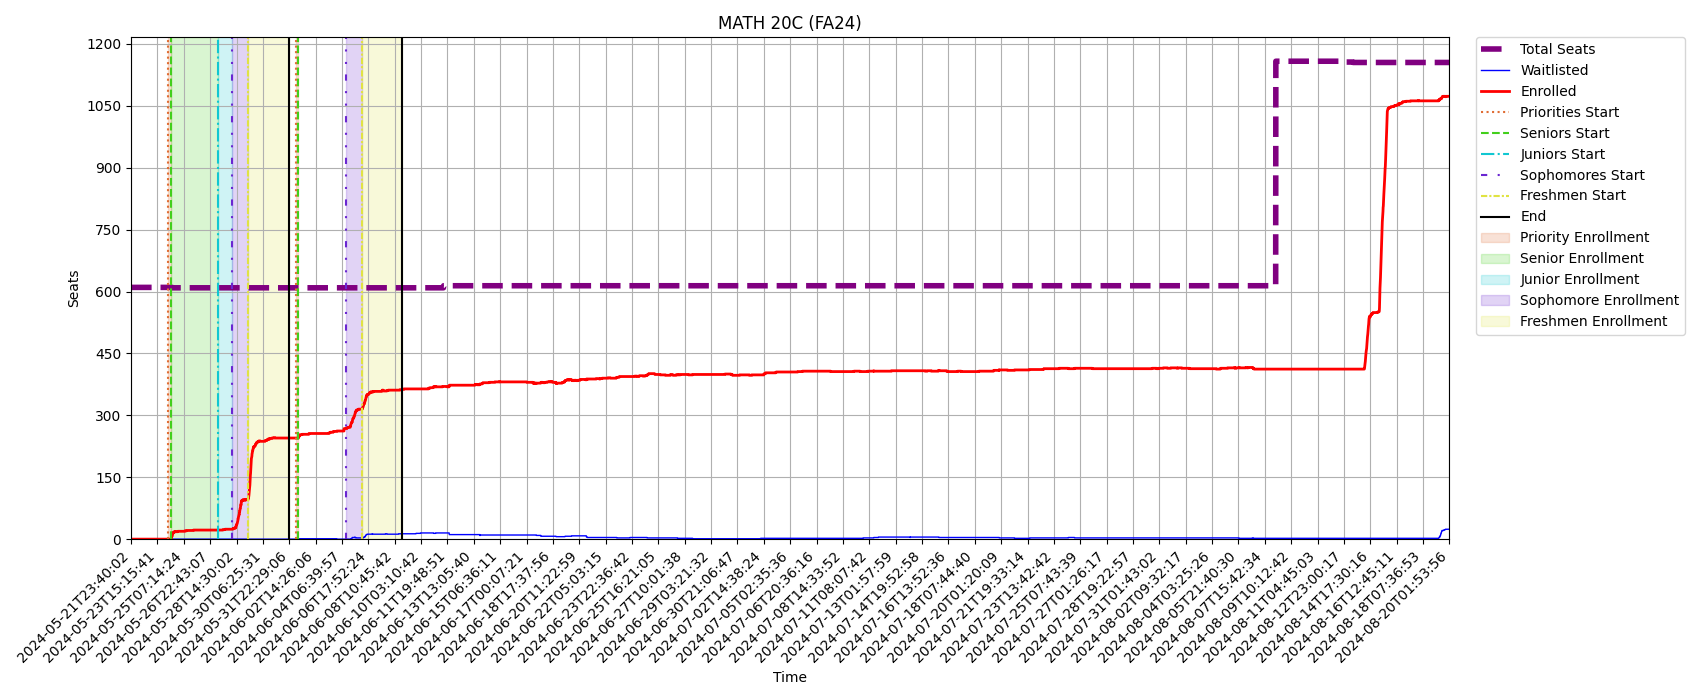 MATH 20C (FA24)
1200
1050
900
750
600
450
300
150
0
Seats
2024-05-21T23:40:02
2024-05-23T15:15:41
2024-05-25T07:14:24
2024-05-26T22:43:07
2024-05-28T14:30:02
2024-05-30T06:25:31
2024-05-31T22:29:06
2024-06-02T14:26:06
2024-06-04T06:39:57
2024-06-06T17:52:24
2024-06-08T10:45:42
2024-06-10T03:10:42
2024-06-11T19:48:51
2024-06-13T13:05:40
2024-06-15T06:36:11
2024-06-17T00:07:21
2024-06-18T17:37:56
2024-06-20T11:22:59
2024-06-22T05:03:15
2024-06-23T22:36:42
2024-06-25T16:21:05
2024-06-27T10:01:38
2024-06-29T03:21:32
2024-06-30T21:06:47
2024-07-02T14:38:24
2024-07-05T02:35:36
2024-07-06T20:36:16
2024-07-08T14:33:52
2024-07-11T08:07:42
2024-07-13T01:57:59
2024-07-14T19:52:58
2024-07-16T13:52:36
2024-07-18T07:44:40
2024-07-20T01:20:09
2024-07-21T19:33:14
2024-07-23T13:42:42
2024-07-25T07:43:39
2024-07-27T01:26:17
2024-07-28T19:22:57
2024-07-31T01:43:02
2024-08-02T09:32:17
2024-08-04T03:25:26
2024-08-05T21:40:30
2024-08-07T15:42:34
2024-08-09T10:12:42
2024-08-11T04:45:03
2024-08-12T23:00:17
2024-08-14T17:30:16
2024-08-16T12:45:11
2024-08-18T07:36:53
2024-08-20T01:53:56
Time
Total Seats
Waitlisted
Enrolled
Priorities Start
Seniors Start
Juniors Start
Sophomores Start
Freshmen Start
End
Priority Enrollment
Senior Enrollment
Junior Enrollment
Sophomore Enrollment
Freshmen Enrollment